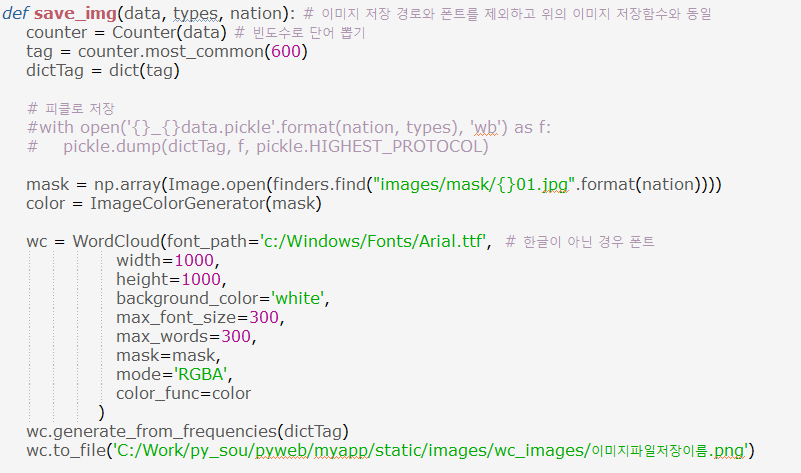 def save_img(data, types, nation): # 이미지 저장 경로와 폰트를 제외하고 위의 이미지 저장함수와 동일
    counter = Counter(data) # 빈도수로 단어 뽑기
    tag = counter.most_common(600)
    dictTag = dict(tag)

    # 피클로 저장
    #with open('{}_{}data.pickle'.format(nation, types), 'wb') as f:
    #    pickle.dump(dictTag, f, pickle.HIGHEST_PROTOCOL)

    mask = np.array(Image.open(finders.find("images/mask/{}01.jpg".format(nation))))
    color = ImageColorGenerator(mask)

    wc = WordCloud(font_path='c:/Windows/Fonts/Arial.ttf',  # 한글이 아닌 경우 폰트
                   width=1000,
                   height=1000,
                   background_color='white',
                   max_font_size=300,
                   max_words=300,
                   mask=mask,
                   mode='RGBA',
                   color_func=color
                 )
    wc.generate_from_frequencies(dictTag)
    wc.to_file('C:/Work/py_sou/pyweb/myapp/static/images/wc_images/이미지파일저장이름.png')